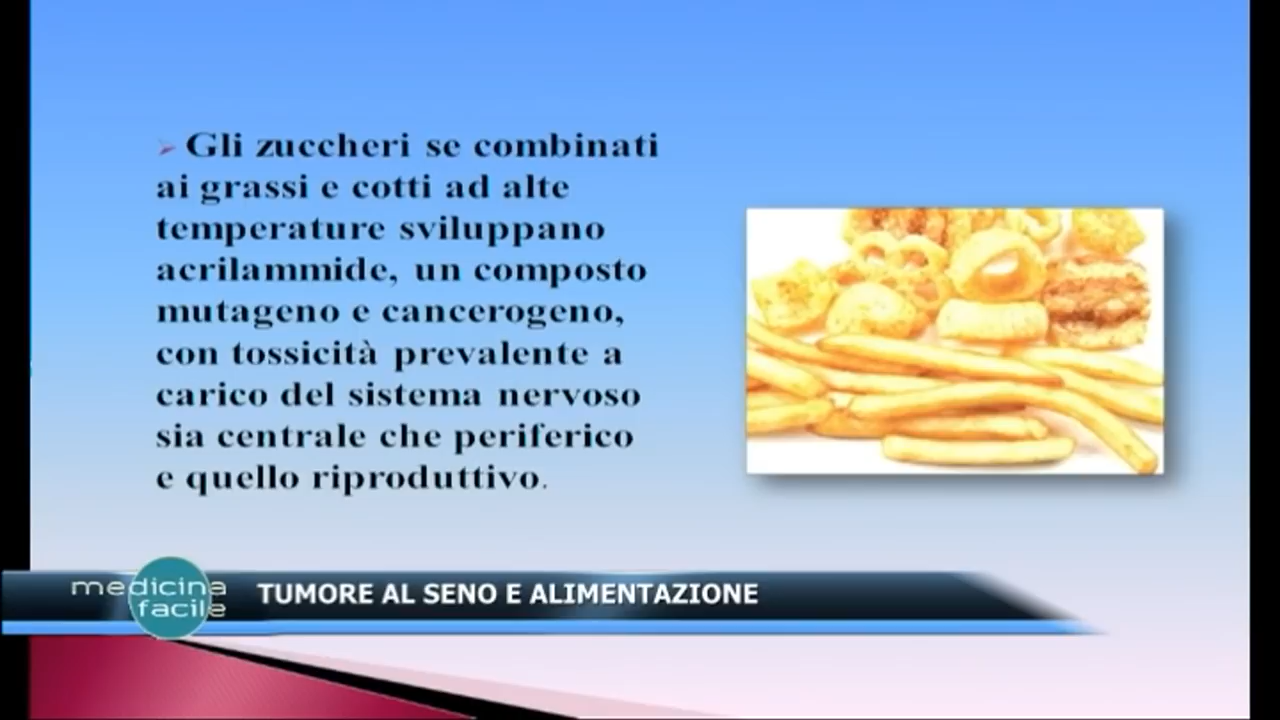 Gli zuccheri se combinati
ai grassi e cotti ad alte
temperature sviluppano
acrilammide, un composto
mutageno e cancerogeno,
con tossicità prevalente a
carico del sistema nervoso
sia centrale che periferico
e quello riproduttivo.
medicina
facile
TUMORE AL SENO E ALIMENTAZIONE